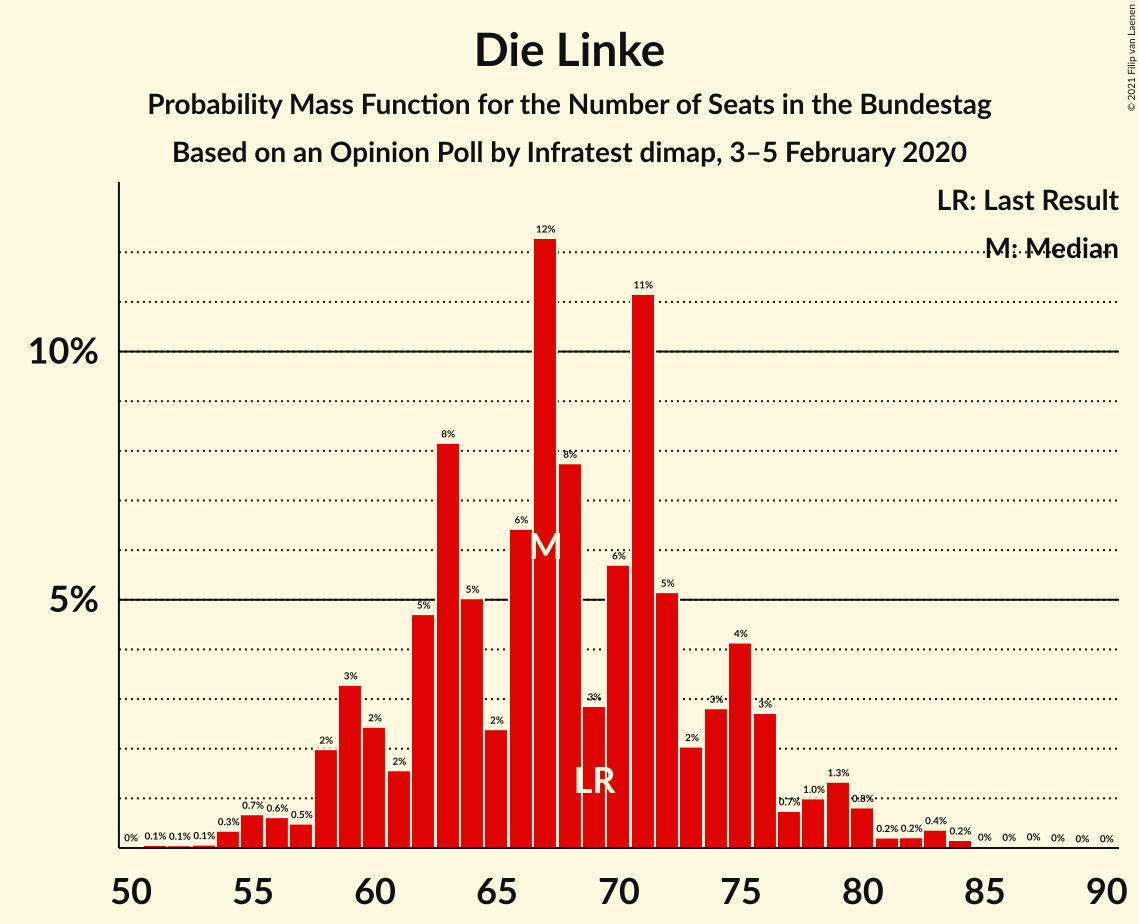 Die Linke
Probability Mass Function for the Number of Seats in the Bundestag
Based on an Opinion Poll by Infratest dimap, 3–5 February 2020
© 2021 Filip van Laenen
LR: Last Result
M: Median
10%
5%
0% 0.1% 0.1% 0.1% 0.3% 0.7% 0.6% 0.5% 2% 3% 2% 2% 5% 8% 5% 2% 6% 12% 8% 3% 6% 11% 5% 2% 3% 4% 3% 0.7% 1.0% 1.3% 0.8% 0.2% 0.2% 0.4% 0.2% 0% 0% 0% 0% 0% 0%
M
LR
50 55 60 65 70 75 80 85 90